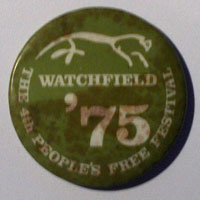 WATCHFIELD
'75
THE 4th PEOPLE'S FREE FESTIVAL